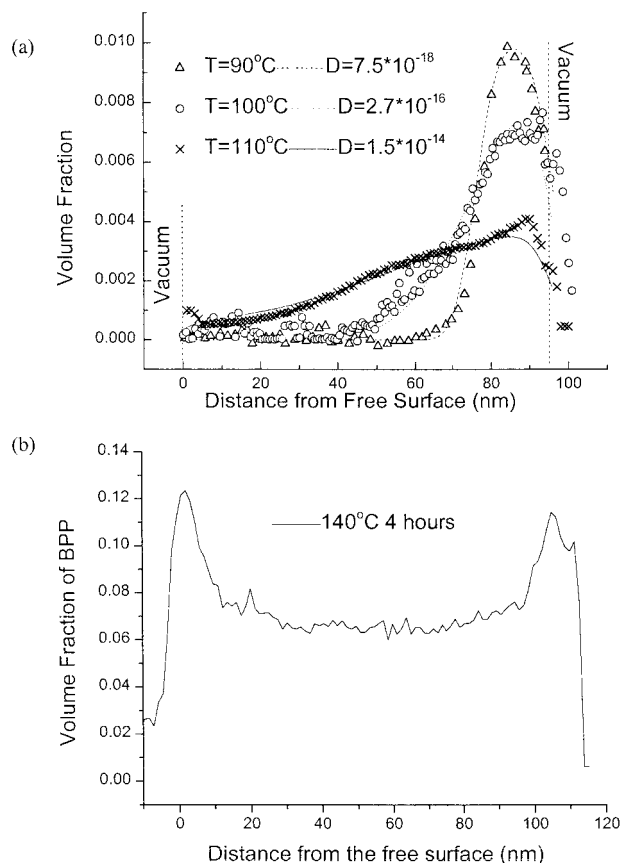 (a)
0.010
0.008
0.006
0.004
0.002
0.000
Volume Fraction
T=90°C D=7.5*10-18
T=100°C D=2.7*10-16
T=110°C D=1.5*10-14
Vacuum
Vacuum
0 20 40 60 80 100
Distance from Free Surface (nm)
(b)
0.14
0.12
0.10
0.08
0.06
0.04
0.02
0.00
Volume Fraction of BPP
140°C 4 hours
0 20 40 60 80 100 120
Distance from the free surface (nm)